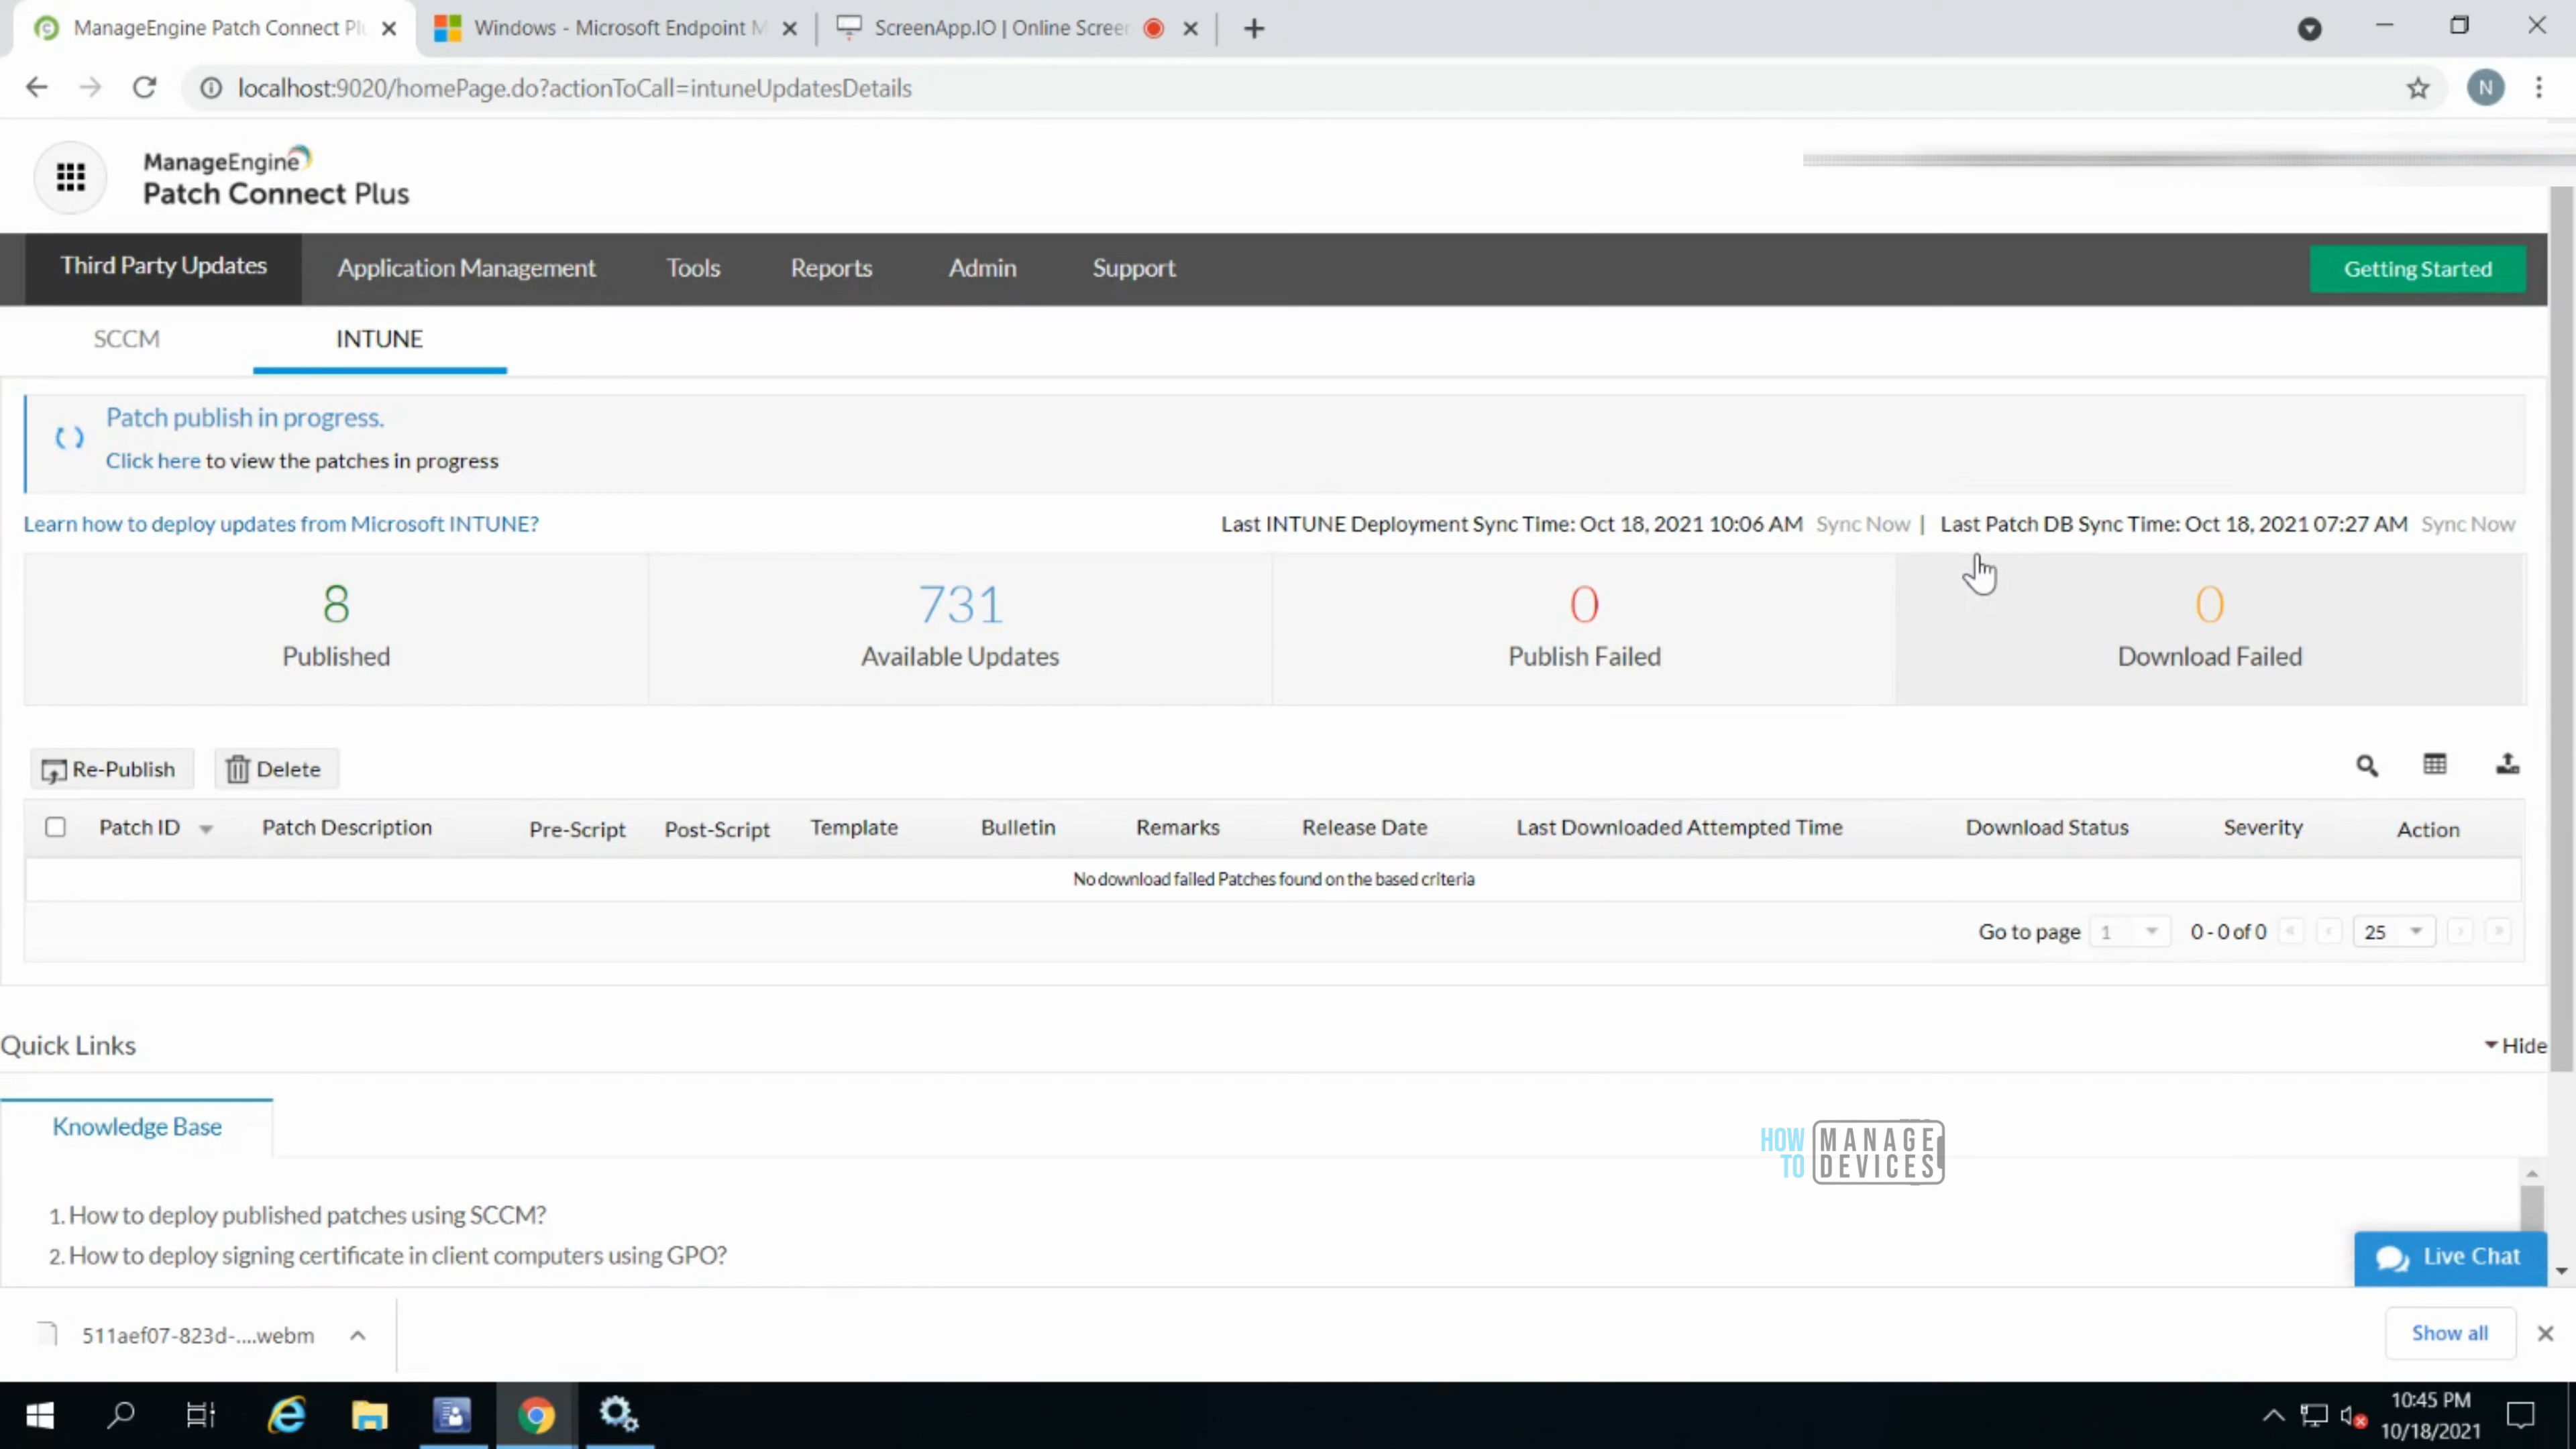 ManageEngine Patch Connect Pl
Windows - Microsoft Endpoint M
ScreenApp.IO | Online Screen
localhost:9020/homePage.do?actionToCall=intuneUpdatesDetails
N
ManageEngine
Patch Connect Plus
Third Party Updates
Application Management
Tools
Reports
Admin
Support
Getting Started
SCCM
INTUNE
Patch publish in progress.
Click here to view the patches in progress
Learn how to deploy updates from Microsoft INTUNE?
Last INTUNE Deployment Sync Time: Oct 18, 2021 10:06 AM Sync Now | Last Patch DB Sync Time: Oct 18, 2021 07:27 AM Sync Now
8
Published
731
Available Updates
0
Publish Failed
0
Download Failed
Re-Publish
Delete
Patch ID
Patch Description
Pre-Script
Post-Script
Template
Bulletin
Remarks
Release Date
Last Downloaded Attempted Time
Download Status
Severity
Action
No download failed Patches found on the based criteria
Go to page 1
0 - 0 of 0
25
Quick Links
Hide
Knowledge Base
HOW TO
MANAGE DEVICES
1. How to deploy published patches using SCCM?
2. How to deploy signing certificate in client computers using GPO?
Live Chat
511aef07-823d-....webm
Show all
10:45 PM
10/18/2021